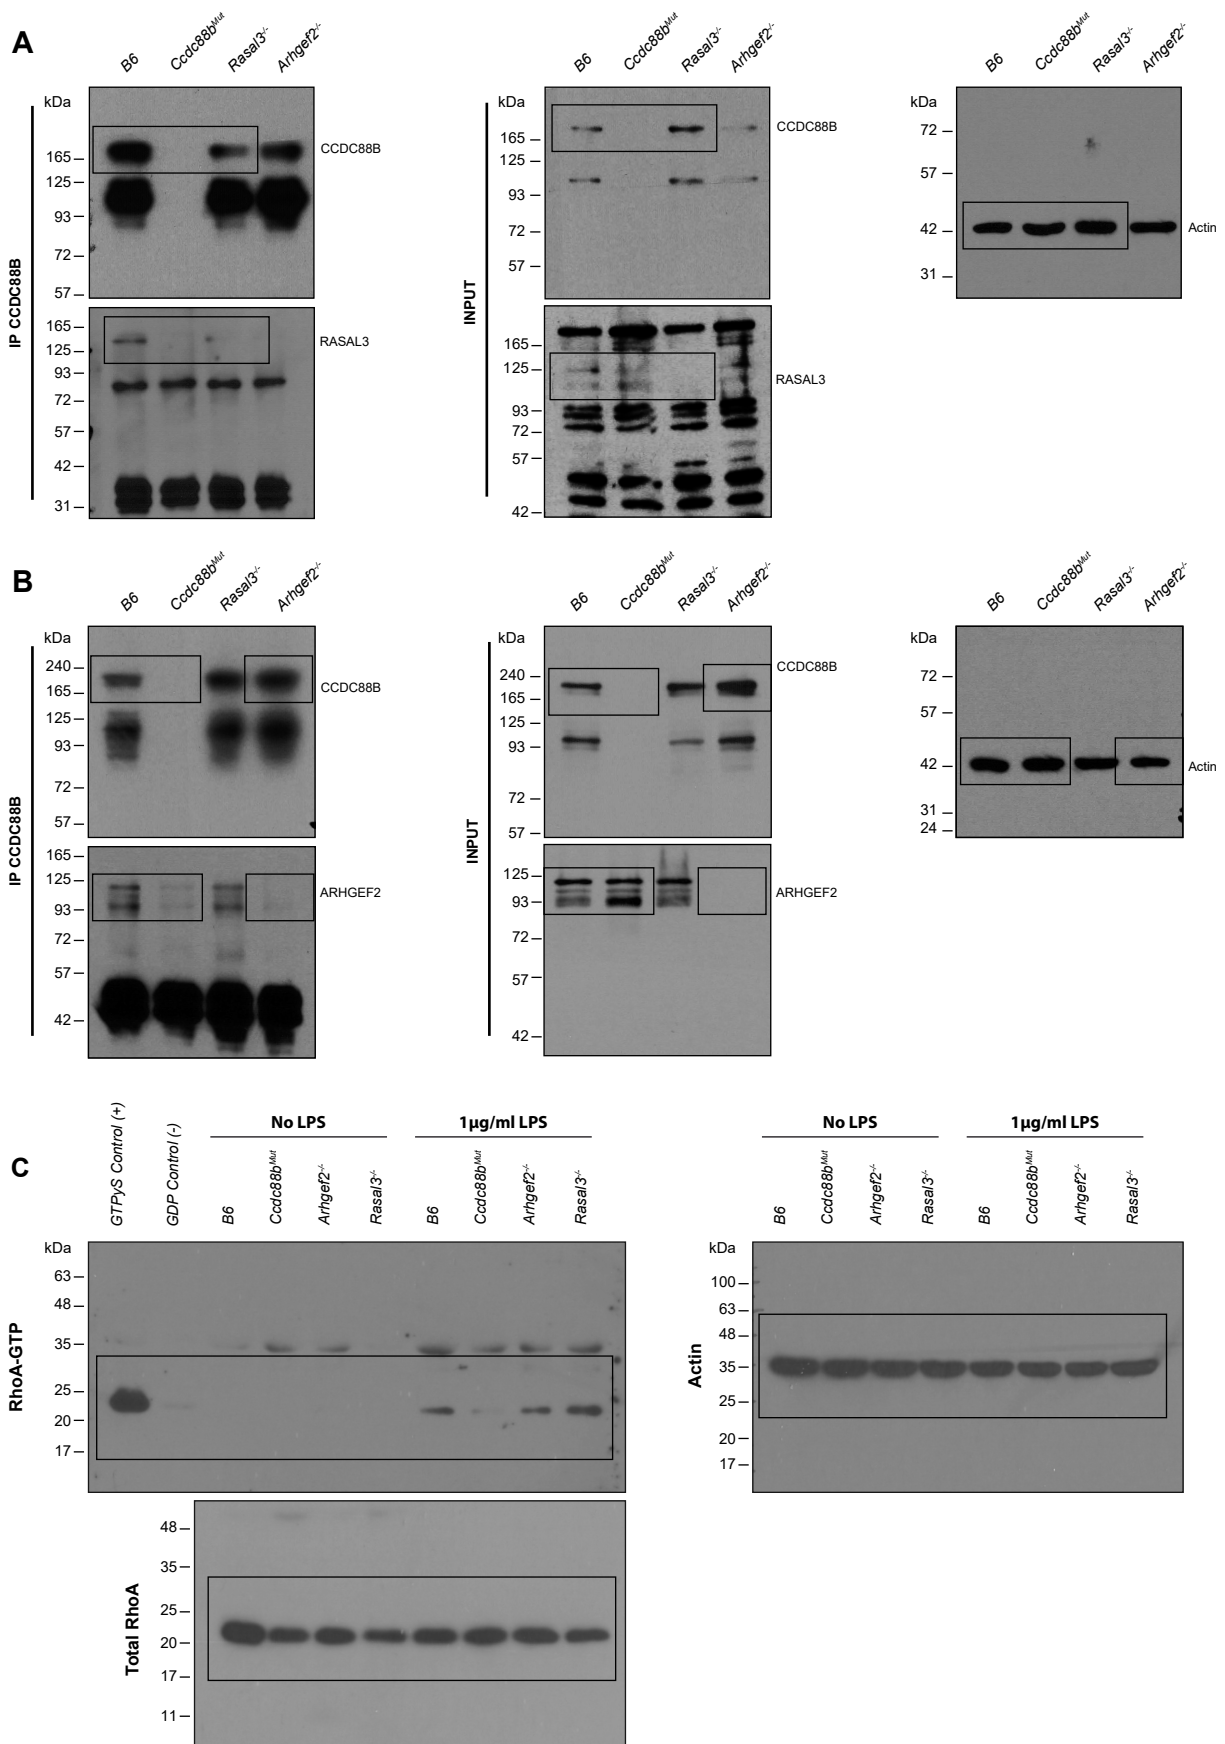 A
B6 Ccdc88b^Mut Rasal3^-/- Arhgef2^-/-
B6 Ccdc88b^Mut Rasal3^-/- Arhgef2^-/-
B6 Ccdc88b^Mut Rasal3^-/- Arhgef2^-/-
IP CCDC88B
kDa
165
125
93
72
57
CCDC88B
165
125
93
72
57
42
31
RASAL3
INPUT
kDa
165
125
93
72
57
CCDC88B
165
125
93
72
57
42
RASAL3
kDa
72
57
42
31
Actin
B
B6 Ccdc88b^Mut Rasal3^-/- Arhgef2^-/-
B6 Ccdc88b^Mut Rasal3^-/- Arhgef2^-/-
B6 Ccdc88b^Mut Rasal3^-/- Arhgef2^-/-
IP CCDC88B
kDa
240
165
125
93
72
57
CCDC88B
165
125
93
72
57
42
ARHGEF2
INPUT
kDa
240
165
125
93
72
57
CCDC88B
125
93
72
57
42
ARHGEF2
kDa
72
57
42
31
24
Actin
C
No LPS 1µg/ml LPS
GTPyS Control (+) GDP Control (-) B6 Ccdc88b^Mut Arhgef2^-/- Rasal3^-/- B6 Ccdc88b^Mut Arhgef2^-/- Rasal3^-/-
RhoA-GTP
kDa
63
48
35
25
20
17
No LPS 1µg/ml LPS
B6 Ccdc88b^Mut Arhgef2^-/- Rasal3^-/- B6 Ccdc88b^Mut Arhgef2^-/- Rasal3^-/-
Actin
kDa
100
63
48
35
25
20
17
Total RhoA
48
35
25
20
17
11